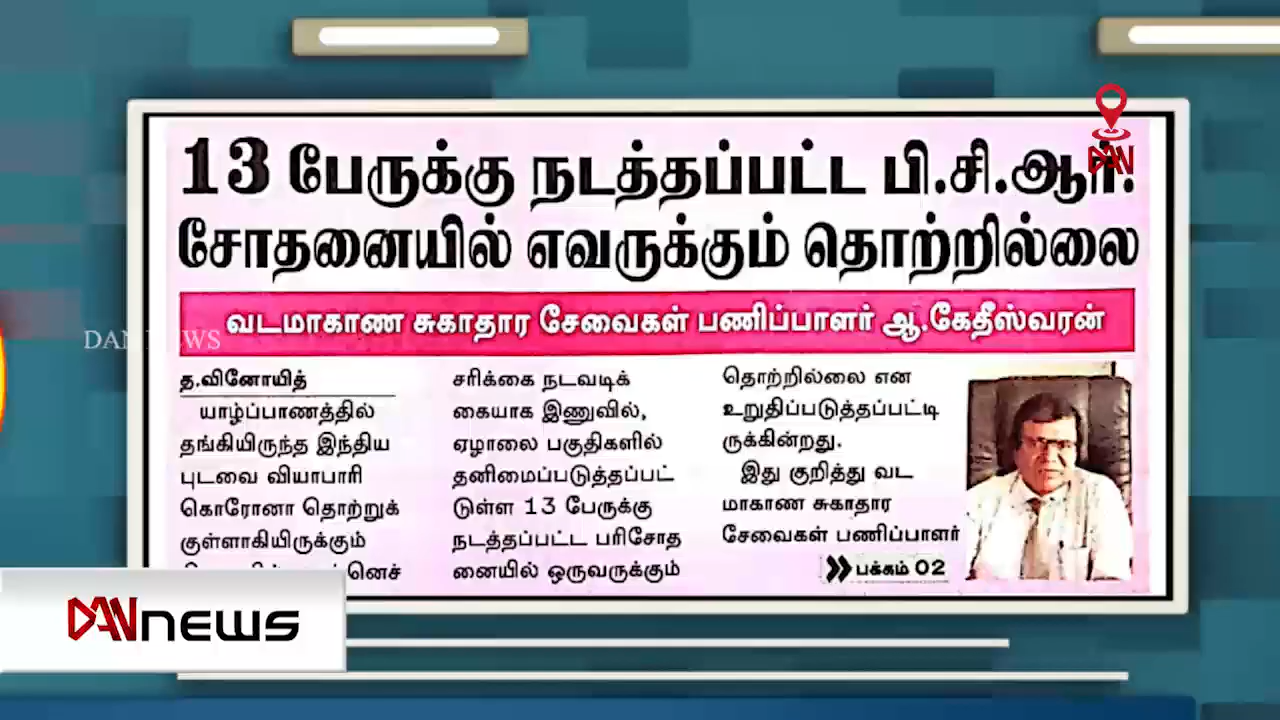 13 பேருக்கு நடத்தப்பட்ட பி.சி.ஆர்.
சோதனையில் எவருக்கும் தொற்றில்லை
வடமாகாண சுகாதார சேவைகள் பணிப்பாளர் ஆ.கேதீஸ்வரன்
த.வினோயித்
யாழ்ப்பாணத்தில்
தங்கியிருந்த இந்திய
புடவை வியாபாரி
கொரோனா தொற்றுக்
குள்ளாகியிருக்கும்
னெச்
சரிக்கை நடவடிக்
கையாக இணுவில்,
ஏழாலை பகுதிகளில்
தனிமைப்படுத்தப்பட்
டுள்ள 13 பேருக்கு
நடத்தப்பட்ட பரிசோத
னையில் ஒருவருக்கும்
தொற்றில்லை என
உறுதிப்படுத்தப்பட்டி
ருக்கின்றது.
இது குறித்து வட
மாகாண சுகாதார
சேவைகள் பணிப்பாளர்
பக்கம் 02
DAN
DAN NEWS
DAN news